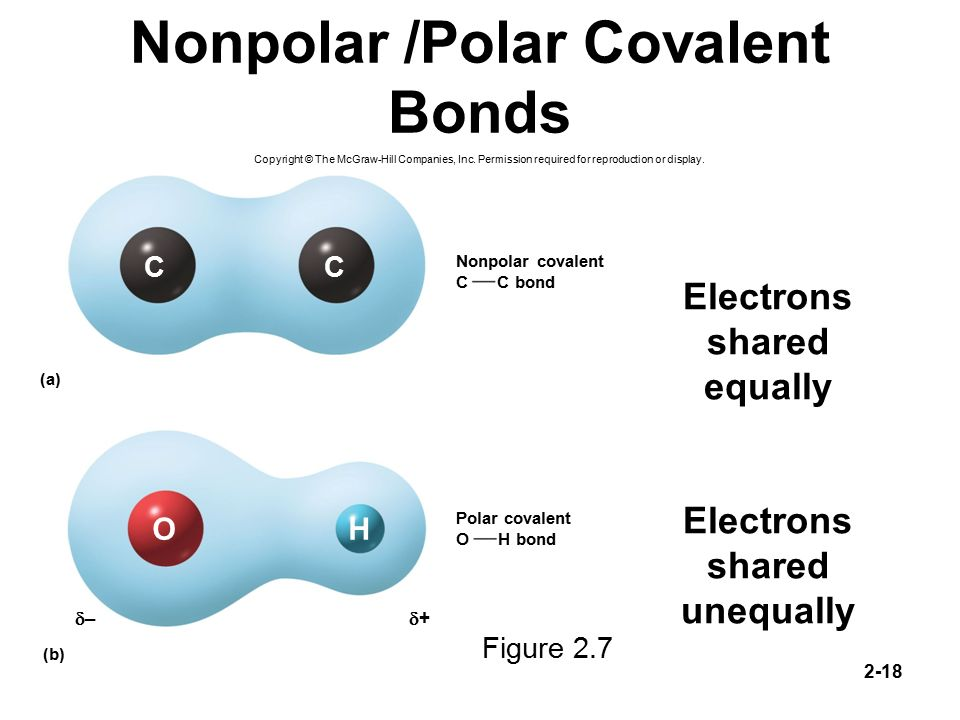 Nonpolar /Polar Covalent
Bonds
Copyright © The McGraw-Hill Companies, Inc. Permission required for reproduction or display.
C C
Nonpolar covalent
C — C bond
Electrons
shared
equally
(a)
O H
Polar covalent
O — H bond
Electrons
shared
unequally
δ– δ+
(b)
Figure 2.7
2-18